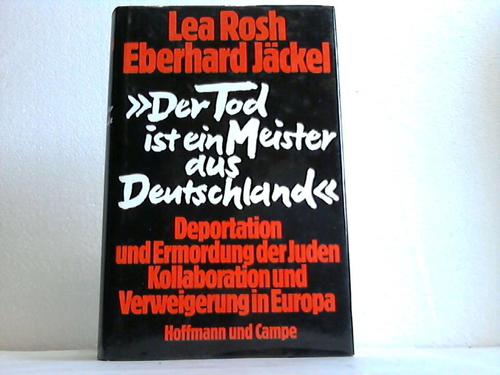 Lea Rosh
Eberhard Jäckel
»Der Tod
ist ein Meister
aus
Deutschland«
Deportation
und Ermordung der Juden
Kollaboration und
Verweigerung in Europa
Hoffmann und Campe